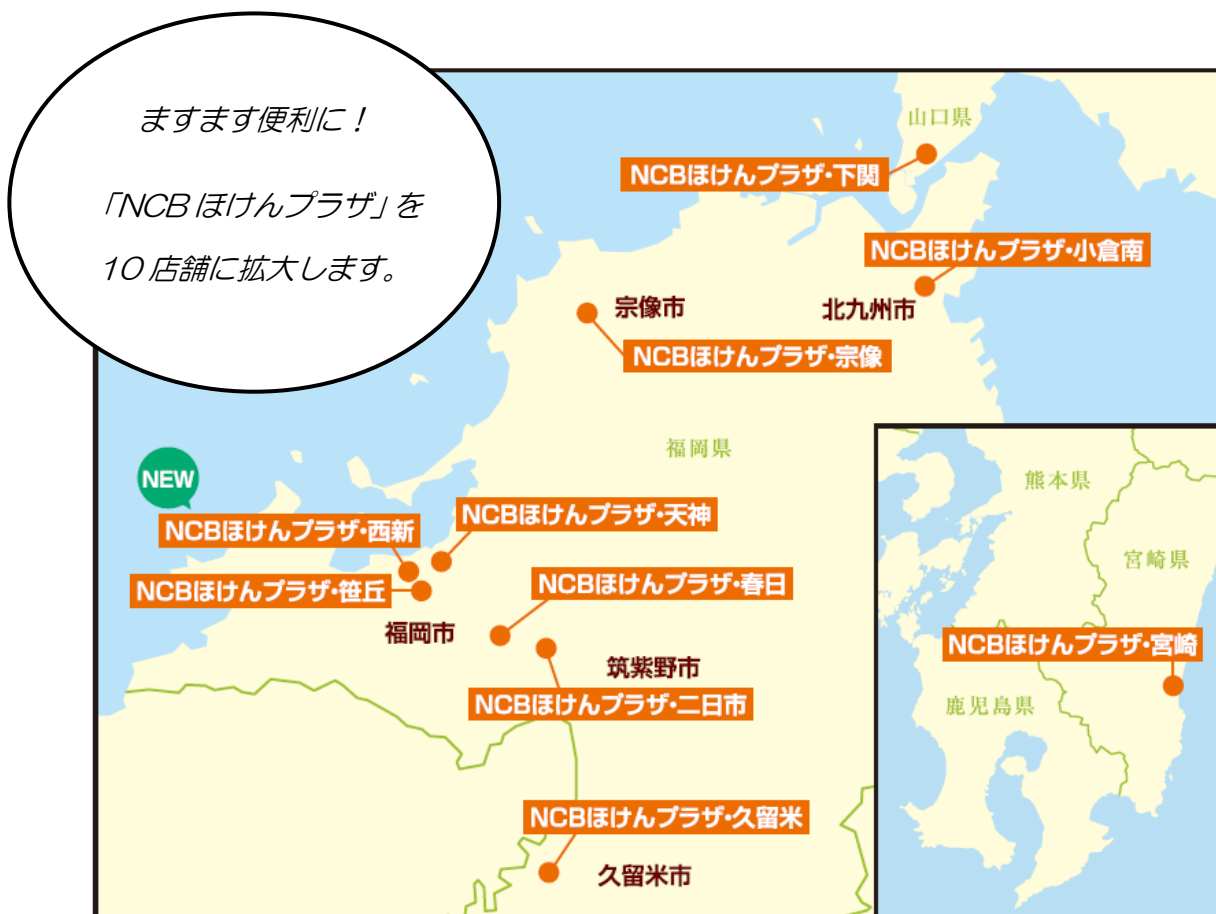 ますます便利に！
「NCBほけんプラザ」を
10店舗に拡大します。
山口県
NCBほけんプラザ・下関
NCBほけんプラザ・小倉南
宗像市
北九州市
NCBほけんプラザ・宗像
福岡県
NEW
NCBほけんプラザ・西新
NCBほけんプラザ・天神
NCBほけんプラザ・笹丘
NCBほけんプラザ・春日
福岡市
筑紫野市
NCBほけんプラザ・二日市
NCBほけんプラザ・久留米
久留米市
熊本県
宮崎県
NCBほけんプラザ・宮崎
鹿児島県